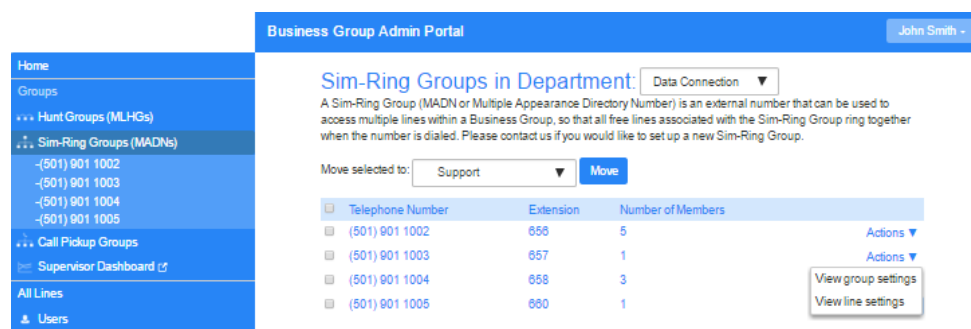 Business Group Admin Portal
John Smith
Home
Groups
Hunt Groups (MLHGs)
Sim-Ring Groups (MADNs)
-(501) 901 1002
-(501) 901 1003
-(501) 901 1004
-(501) 901 1005
Call Pickup Groups
Supervisor Dashboard
All Lines
Users
Sim-Ring Groups in Department: Data Connection
A Sim-Ring Group (MADN or Multiple Appearance Directory Number) is an external number that can be used to
access multiple lines within a Business Group, so that all free lines associated with the Sim-Ring Group ring together
when the number is dialed. Please contact us if you would like to set up a new Sim-Ring Group.
Move selected to: Support Move
Telephone Number Extension Number of Members
(501) 901 1002 656 5 Actions ▼
(501) 901 1003 657 1 Actions ▼
(501) 901 1004 658 3
(501) 901 1005 660 1
View group settings
View line settings